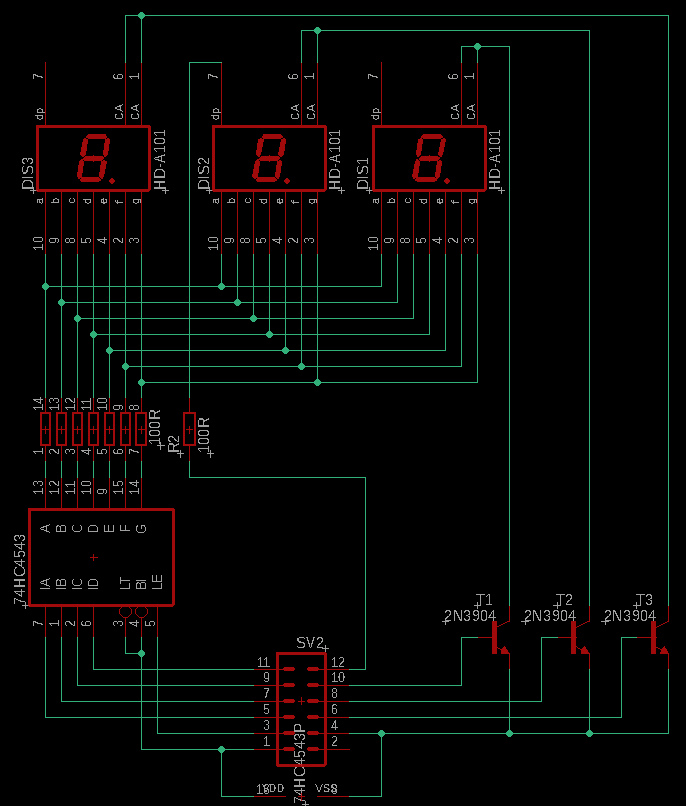 7 6 1 7 6 1 7 6 1
dp CA CA dp CA CA dp CA CA
DIS3 HD-A101 DIS2 HD-A101 DIS1 HD-A101
a b c d e f g a b c d e f g a b c d e f g
10 9 8 5 4 2 3 10 9 8 5 4 2 3 10 9 8 5 4 2 3
14 13 12 11 10 9 8
100R R2 100R
1 2 3 4 5 6 7
13 12 11 10 9 15 14
A B C D E F G
74HC4543
IA IB IC ID LT BI LE
7 1 2 6 3 4 5
T1 T2 T3
2N3904 2N3904 2N3904
SV2
11 12
9 10
7 8
5 6
3 4
1 2
74HC4543P
16 VDD VSS 8